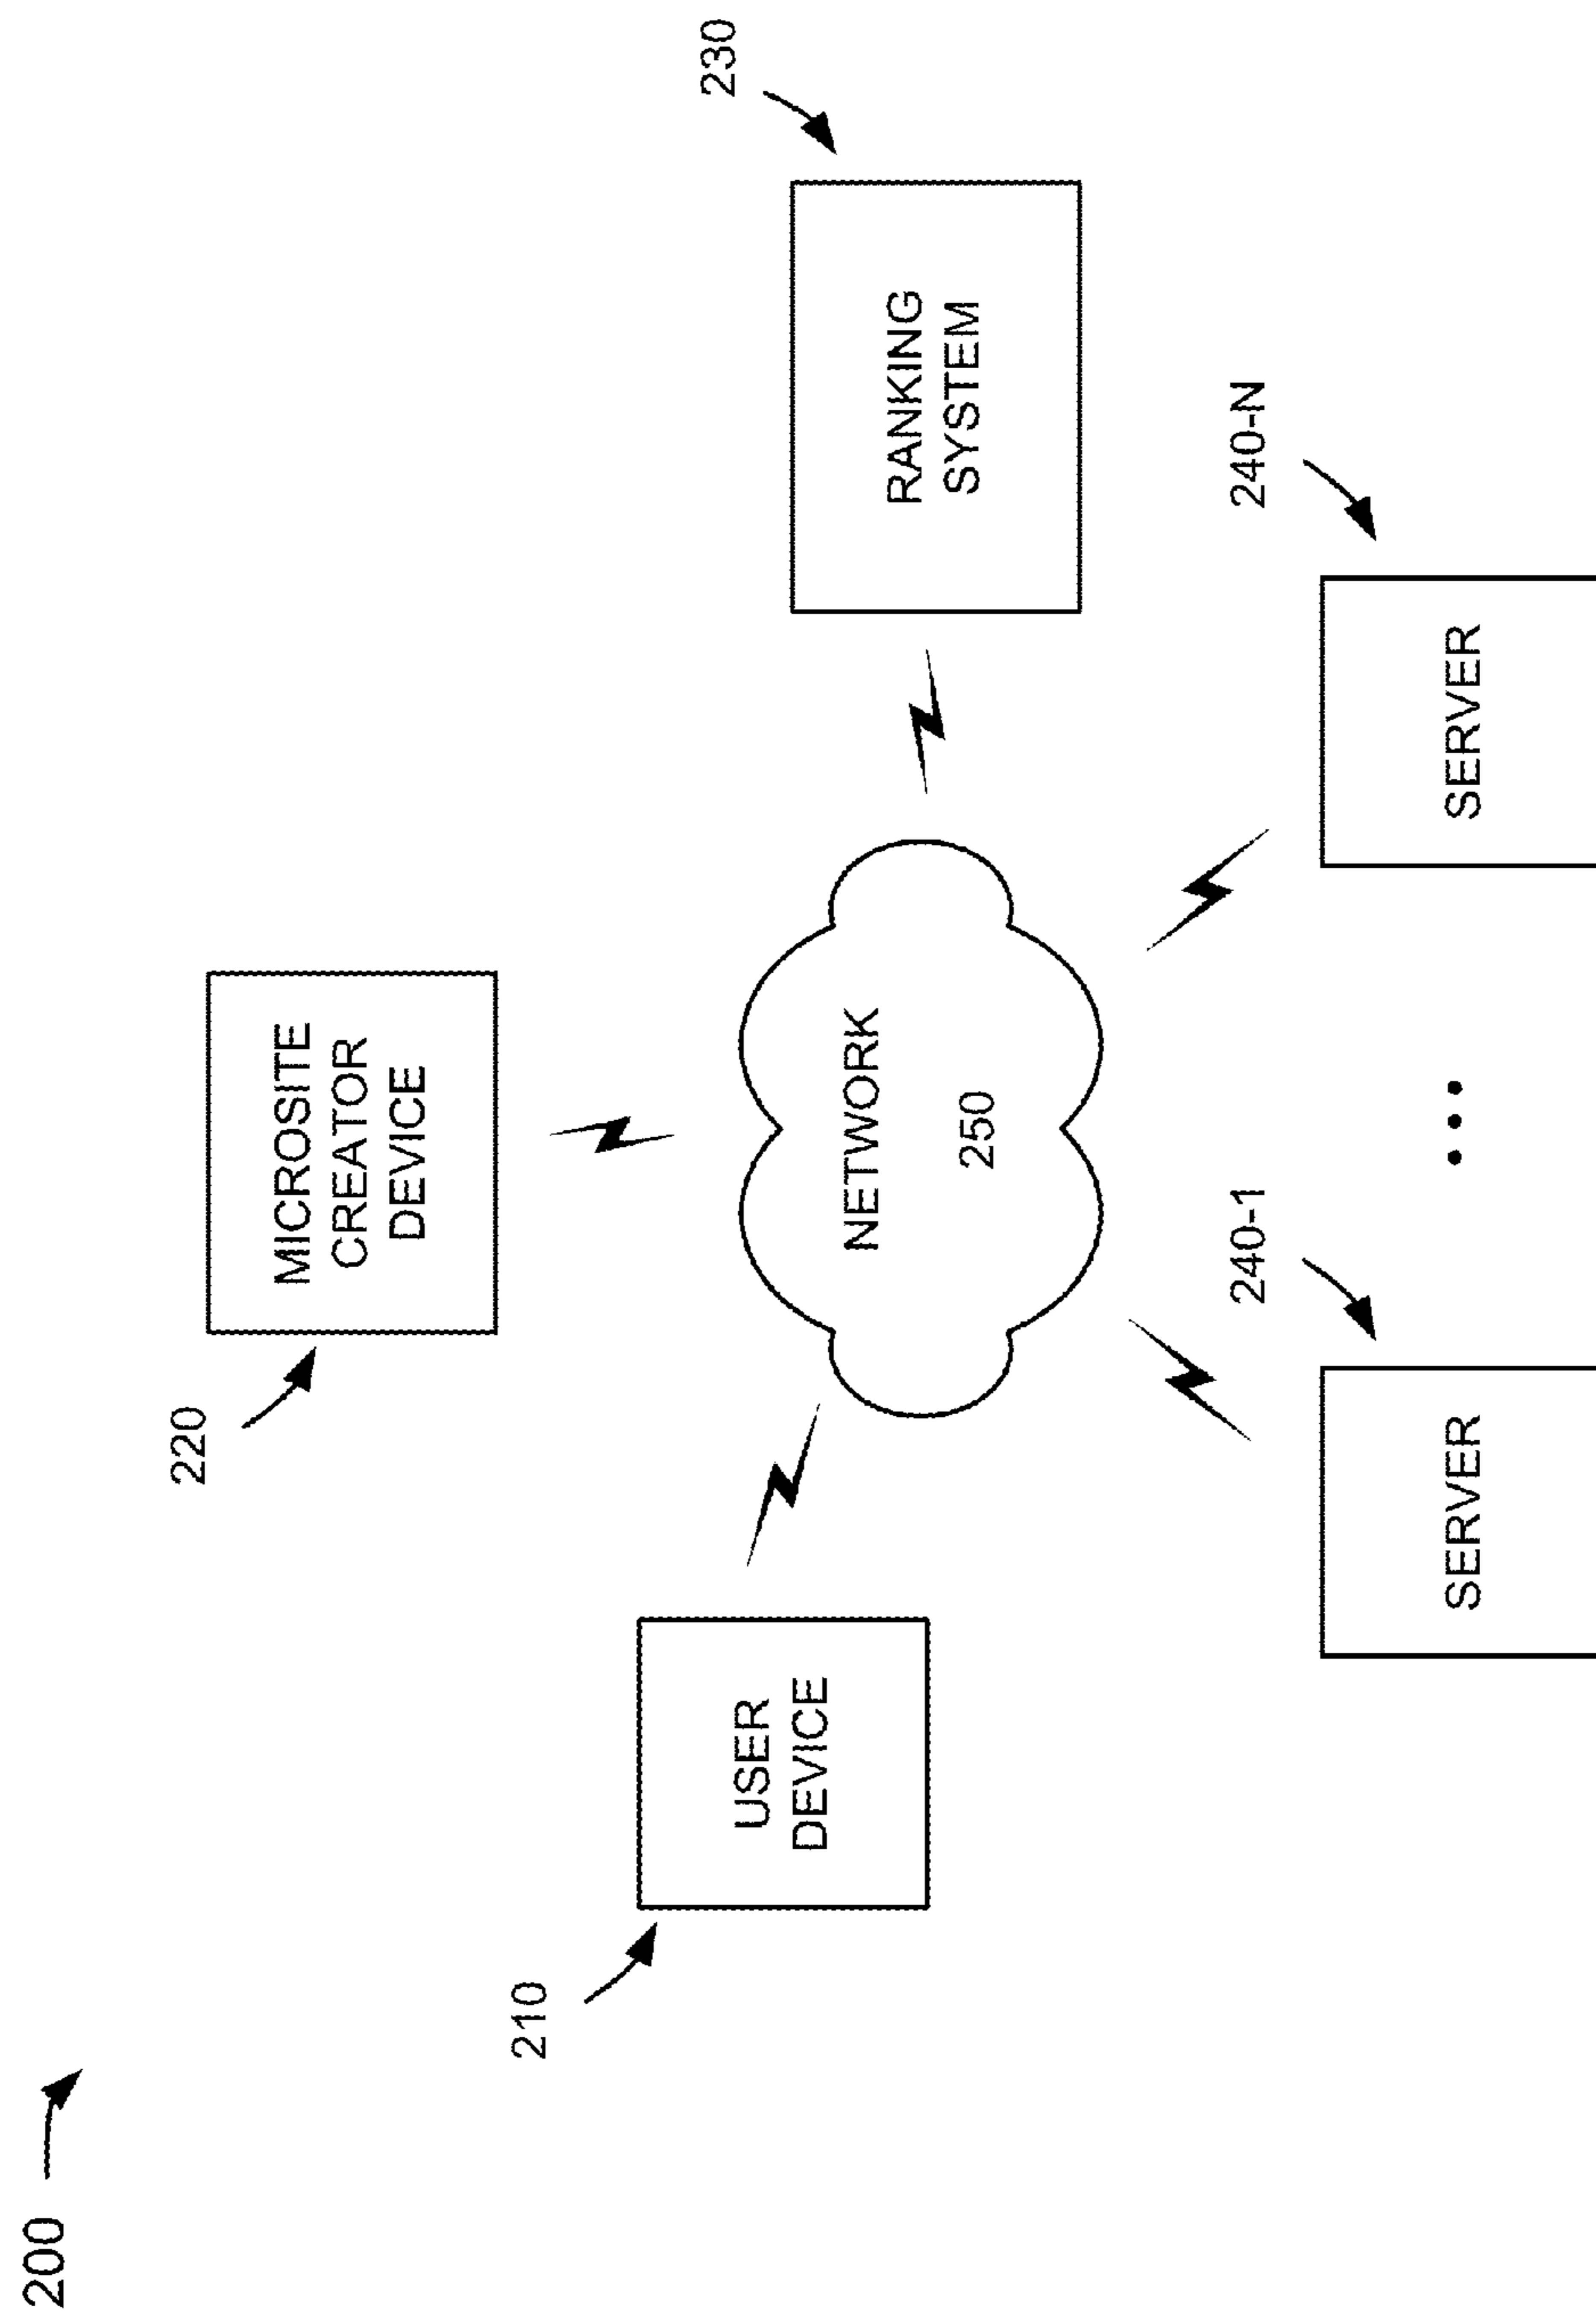 200
220
MICROSITE
CREATOR
DEVICE
210
USER
DEVICE
230
RANKING
SYSTEM
NETWORK
250
240-1
SERVER
...
240-N
SERVER